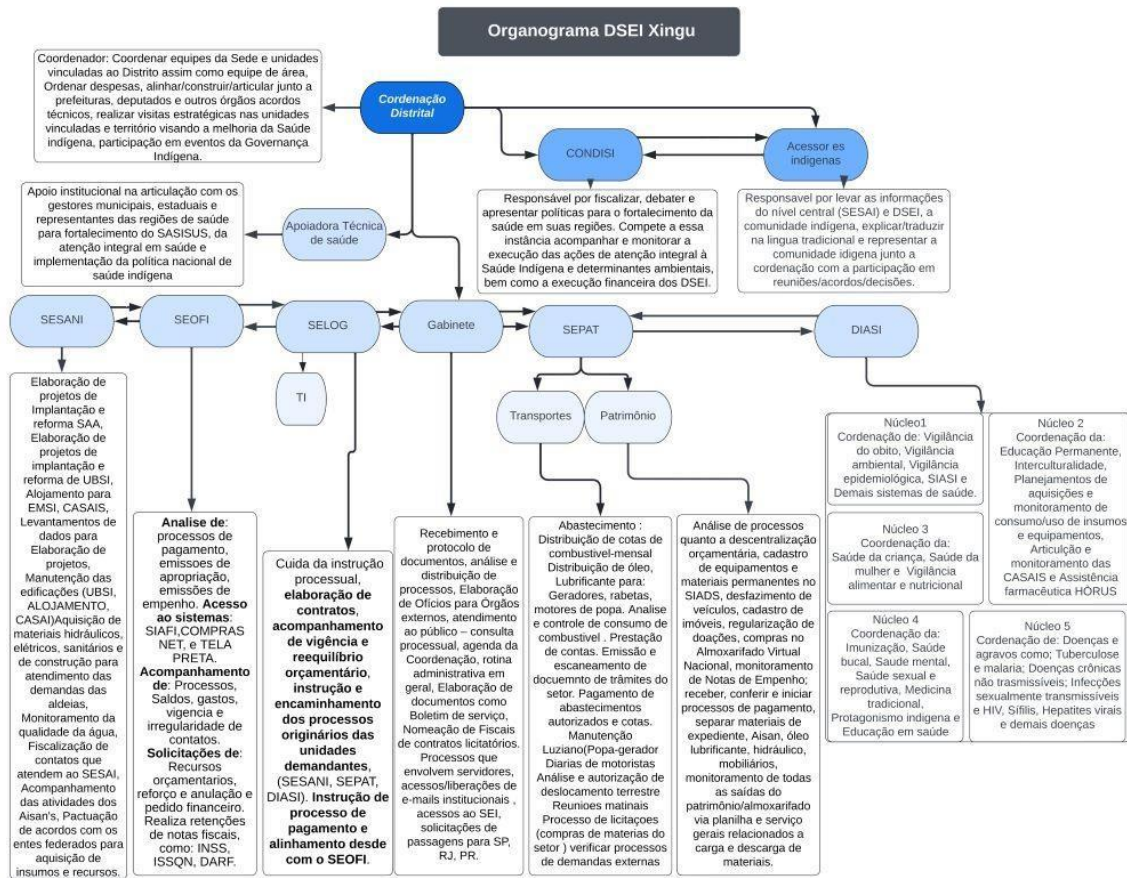 Organograma DSEI Xingu
Coordenador: Coordenar equipes da Sede e unidades
vinculadas ao Distrito assim como equipe de área,
Ordenar despesas, alinhar/construir/articular junto a
prefeituras, deputados e outros órgãos acordos
técnicos, realizar visitas estratégicas nas unidades
vinculadas e território visando a melhoria da Saúde
indígena, participação em eventos da Governança
Indígena.
Cordenação
Distrital
CONDISI
Acessor es
indigenas
Apoio institucional na articulação com os
gestores municipais, estaduais e
representantes das regiões de saúde
para fortalecimento do SASISUS, da
da atenção integral em saúde e
implementação da política nacional de
saúde indígena
Apoiadora Técnica
de saúde
Responsável por fiscalizar, debater e
apresentar políticas para o fortalecimento da
saúde em suas regiões. Compete a essa
instância acompanhar e monitorar a
execução das ações de atenção integral à
Saúde Indígena e determinantes ambientais,
bem como a execução financeira dos DSEI.
Responsavel por levar as informações
do nível central (SESAI) e DSEI, a
comunidade indígena, explicar/traduzir
na lingua tradicional e representar a
comunidade idigena junto a
cordenação com a participação em
reuniões/acordos/decisões.
SESANI
SEOFI
SELOG
Gabinete
SEPAT
DIASI
TI
Transportes
Patrimônio
Elaboração de
projetos de
Implantação e
reforma SAA,
Elaboração de
projetos de
implantação e
reforma de UBSI,
Alojamento para
EMSI, CASAIS,
Levantamentos de
dados para
Elaboração de
projetos,
Manutenção das
edificações (UBSI,
ALOJAMENTO,
CASAI)Aquisição de
materiais hidráulicos,
elétricos, sanitários e
de construção para
atendimento das
demandas das
aldeias,
Monitoramento da
qualidade da água,
Fiscalização de
contatos que
atendem ao SESAI,
Acompanhamento
das atividades dos
Aisan's, Pactuação
de acordos com os
entes federados para
aquisição de
insumos e recursos.
Analise de:
processos de
pagamento,
emissoes de
apropriação,
emissões de
empenho. Acesso
ao sistemas:
SIAFI,COMPRAS
NET, e TELA
PRETA.
Acompanhamento
de: Processos,
Saldos, gastos,
vigencia e
irregularidade de
contatos.
Solicitações de:
Recursos
orçamentarios,
reforço e anulação e
pedido financeiro.
Realiza retenções
de notas fiscais,
como: INSS,
ISSQN, DARF.
Cuida da instrução
processual,
elaboração de
contratos,
acompanhamento
de vigência e
reequilíbrio
orçamentário,
instrução e
encaminhamento
dos processos
originários das
unidades
demandantes,
(SESANI, SEPAT,
DIASI). Instrução de
processo de
pagamento e
alinhamento desde
com o SEOFI.
Recebimento e
protocolo de
documentos, análise e
distribuição de
processos, Elaboração
de Ofícios para Órgãos
externos, atendimento
ao público – consulta
processual, agenda da
Coordenação, rotina
administrativa em
geral, Elaboração de
documentos como
Boletim de serviço,
Nomeação de Fiscais
de contratos licitatórios.
Processos que
envolvem servidores,
acessos/liberações de
e-mails institucionais ,
acessos ao SEI,
solicitações de
passagens para SP,
RJ, PR.
Abastecimento :
Distribuição de cotas de
combustivel-mensal
Distribuição de óleo,
Lubrificante para:
Geradores, rabetas,
motores de popa. Analise
e controle de consumo de
combustivel . Prestação
de contas. Emissão e
escaneamento de
docuemnto de trâmites do
setor. Pagamento de
abastecimentos
autorizados e cotas.
Manutenção
Luziano(Popa-gerador
Diarias de motoristas
Análise e autorização de
deslocamento terrestre
Reunioes matinais
Processo de licitaçoes
(compras de materias do
setor ) verificar processos
de demandas externas
Análise de processos
quanto a descentralização
orçamentária, cadastro
de equipamentos e
materiais permanentes no
SIADS, desfazimento de
veículos, cadastro de
imóveis, regularização de
doações, compras no
Almoxarifado Virtual
Nacional, monitoramento
de Notas de Empenho;
receber, conferir e iniciar
processos de pagamento,
separar materiais de
expediente, Aisan, óleo
lubrificante, hidráulico,
mobiliários,
monitoramento de todas
as saídas do
patrimônio/almoxarifado
via planilha e serviço
gerais relacionados a
carga e descarga de
materiais.
Núcleo1
Cordenação de: Vigilância
do obito, Vigilância
ambiental, Vigilância
epidemiológica, SIASI e
Demais sistemas de saúde.
Núcleo 2
Coordenação da:
Educação Permanente,
Interculturalidade,
Planejamentos de
aquisições e
monitoramento de
consumo/uso de insumos
e equipamentos,
Articulção e
monitoramento das
CASAIS e Assistência
farmacêutica HÓRUS
Núcleo 3
Coordenação da:
Saúde da criança, Saúde da
mulher e Vigilância
alimentar e nutricional
Núcleo 4
Coordenação da:
Imunização, Saúde
bucal, Saude mental,
Saúde sexual e
reprodutiva, Medicina
tradicional,
Protagonismo indigena e
Educação em saúde
Núcleo 5
Cordenação de: Doenças e
agravos como; Tuberculose
e malaria; Doenças crônicas
não trasmissíveis; Infecções
sexualmente transmissíveis
e HIV, Sífilis, Hepatites virais
e demais doenças